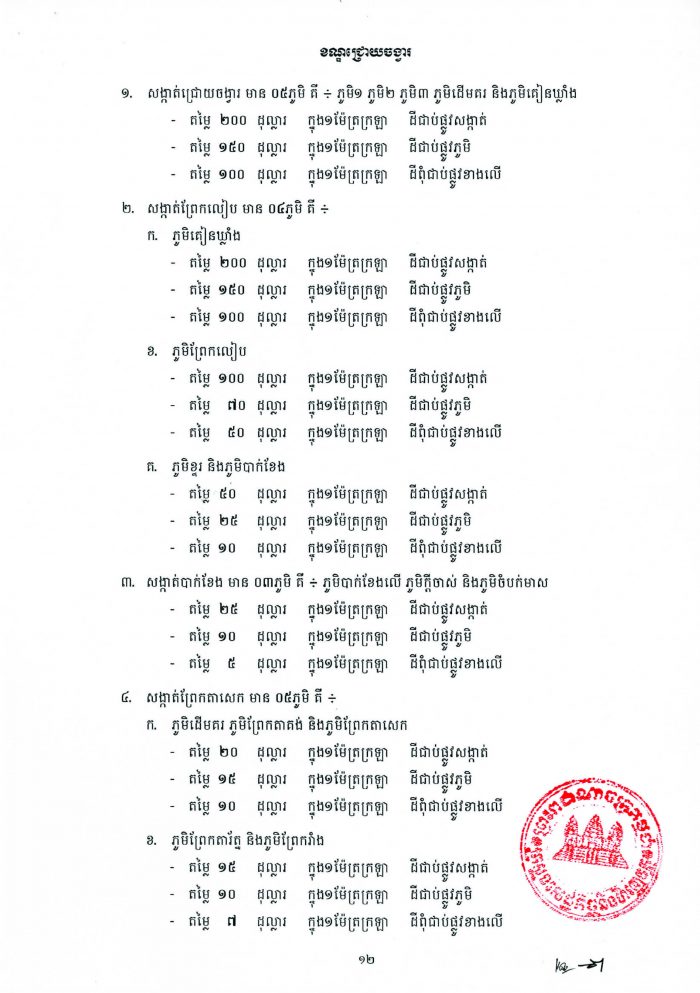 ខណ្ឌជ្រោយចង្វារ
១. សង្កាត់ជ្រោយចង្វារ មាន ០៥ភូមិ គឺ ÷ ភូមិ១ ភូមិ២ ភូមិ៣ ភូមិដើមគរ និងភូមិគៀនឃ្លាំង
- តម្លៃ ២០០ ដុល្លារ ក្នុង១ម៉ែត្រក្រឡា ដីជាប់ផ្លូវសង្កាត់
- តម្លៃ ១៥០ ដុល្លារ ក្នុង១ម៉ែត្រក្រឡា ដីជាប់ផ្លូវភូមិ
- តម្លៃ ១០០ ដុល្លារ ក្នុង១ម៉ែត្រក្រឡា ដីពុំជាប់ផ្លូវខាងលើ
២. សង្កាត់ព្រែកលៀប មាន ០៤ភូមិ គឺ ÷
ក. ភូមិគៀនឃ្លាំង
- តម្លៃ ២០០ ដុល្លារ ក្នុង១ម៉ែត្រក្រឡា ដីជាប់ផ្លូវសង្កាត់
- តម្លៃ ១៥០ ដុល្លារ ក្នុង១ម៉ែត្រក្រឡា ដីជាប់ផ្លូវភូមិ
- តម្លៃ ១០០ ដុល្លារ ក្នុង១ម៉ែត្រក្រឡា ដីពុំជាប់ផ្លូវខាងលើ
ខ. ភូមិព្រែកលៀប
- តម្លៃ ១០០ ដុល្លារ ក្នុង១ម៉ែត្រក្រឡា ដីជាប់ផ្លូវសង្កាត់
- តម្លៃ ៧០ ដុល្លារ ក្នុង១ម៉ែត្រក្រឡា ដីជាប់ផ្លូវភូមិ
- តម្លៃ ៥០ ដុល្លារ ក្នុង១ម៉ែត្រក្រឡា ដីពុំជាប់ផ្លូវខាងលើ
គ. ភូមិខ្ទរ និងភូមិបាក់ខែង
- តម្លៃ ៥០ ដុល្លារ ក្នុង១ម៉ែត្រក្រឡា ដីជាប់ផ្លូវសង្កាត់
- តម្លៃ ២៥ ដុល្លារ ក្នុង១ម៉ែត្រក្រឡា ដីជាប់ផ្លូវភូមិ
- តម្លៃ ១០ ដុល្លារ ក្នុង១ម៉ែត្រក្រឡា ដីពុំជាប់ផ្លូវខាងលើ
៣. សង្កាត់បាក់ខែង មាន ០៣ភូមិ គឺ ÷ ភូមិបាក់ខែងលើ ភូមិក្តីចាស់ និងភូមិចំបក់មាស
- តម្លៃ ២៥ ដុល្លារ ក្នុង១ម៉ែត្រក្រឡា ដីជាប់ផ្លូវសង្កាត់
- តម្លៃ ១០ ដុល្លារ ក្នុង១ម៉ែត្រក្រឡា ដីជាប់ផ្លូវភូមិ
- តម្លៃ ៥ ដុល្លារ ក្នុង១ម៉ែត្រក្រឡា ដីពុំជាប់ផ្លូវខាងលើ
៤. សង្កាត់ព្រែកតាសេក មាន ០៥ភូមិ គឺ ÷
ក. ភូមិដើមគរ ភូមិព្រែកតាគង់ និងភូមិព្រែកតាសេក
- តម្លៃ ២០ ដុល្លារ ក្នុង១ម៉ែត្រក្រឡា ដីជាប់ផ្លូវសង្កាត់
- តម្លៃ ១៥ ដុល្លារ ក្នុង១ម៉ែត្រក្រឡា ដីជាប់ផ្លូវភូមិ
- តម្លៃ ១០ ដុល្លារ ក្នុង១ម៉ែត្រក្រឡា ដីពុំជាប់ផ្លូវខាងលើ
ខ. ភូមិព្រែកតារ័ត្ន និងភូមិព្រែករាំង
- តម្លៃ ១៥ ដុល្លារ ក្នុង១ម៉ែត្រក្រឡា ដីជាប់ផ្លូវសង្កាត់
- តម្លៃ ១០ ដុល្លារ ក្នុង១ម៉ែត្រក្រឡា ដីជាប់ផ្លូវភូមិ
- តម្លៃ ៧ ដុល្លារ ក្នុង១ម៉ែត្រក្រឡា ដីពុំជាប់ផ្លូវខាងលើ
១២